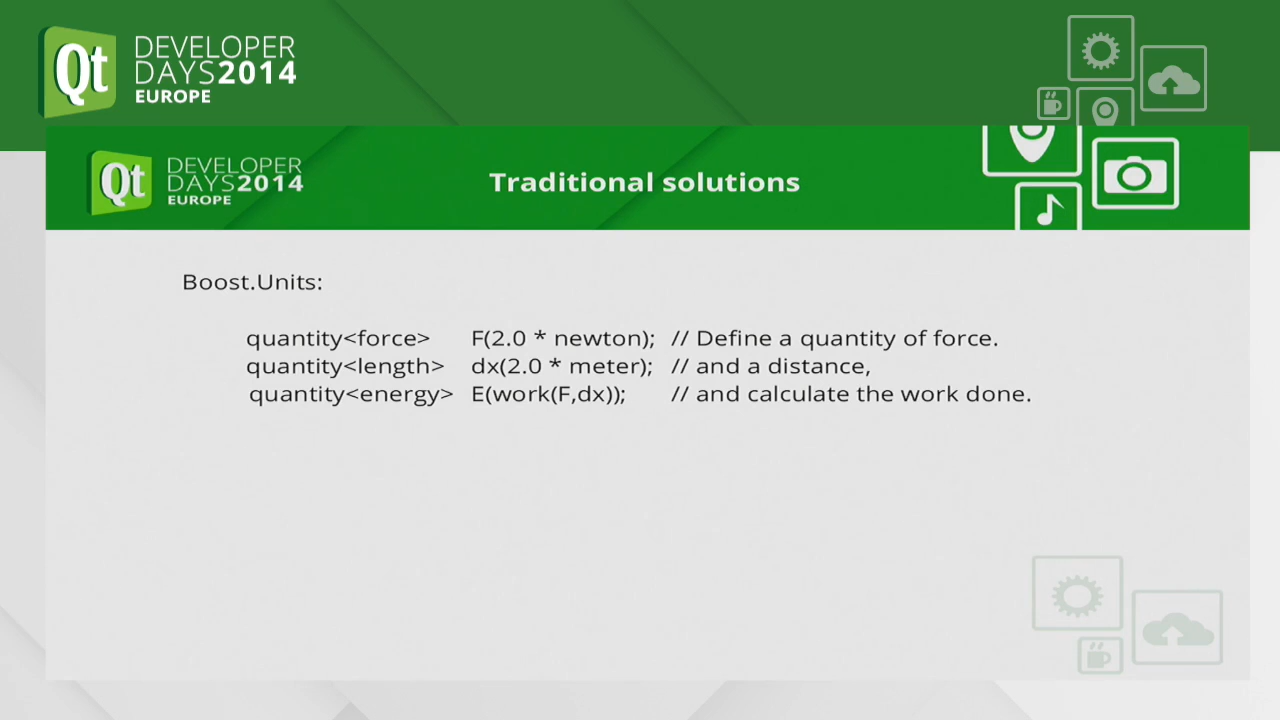 Qt DEVELOPER
DAYS2014
EUROPE
Qt DEVELOPER
DAYS2014
EUROPE
Traditional solutions
Boost.Units:
quantity<force> F(2.0 * newton); // Define a quantity of force.
quantity<length> dx(2.0 * meter); // and a distance,
quantity<energy> E(work(F,dx)); // and calculate the work done.